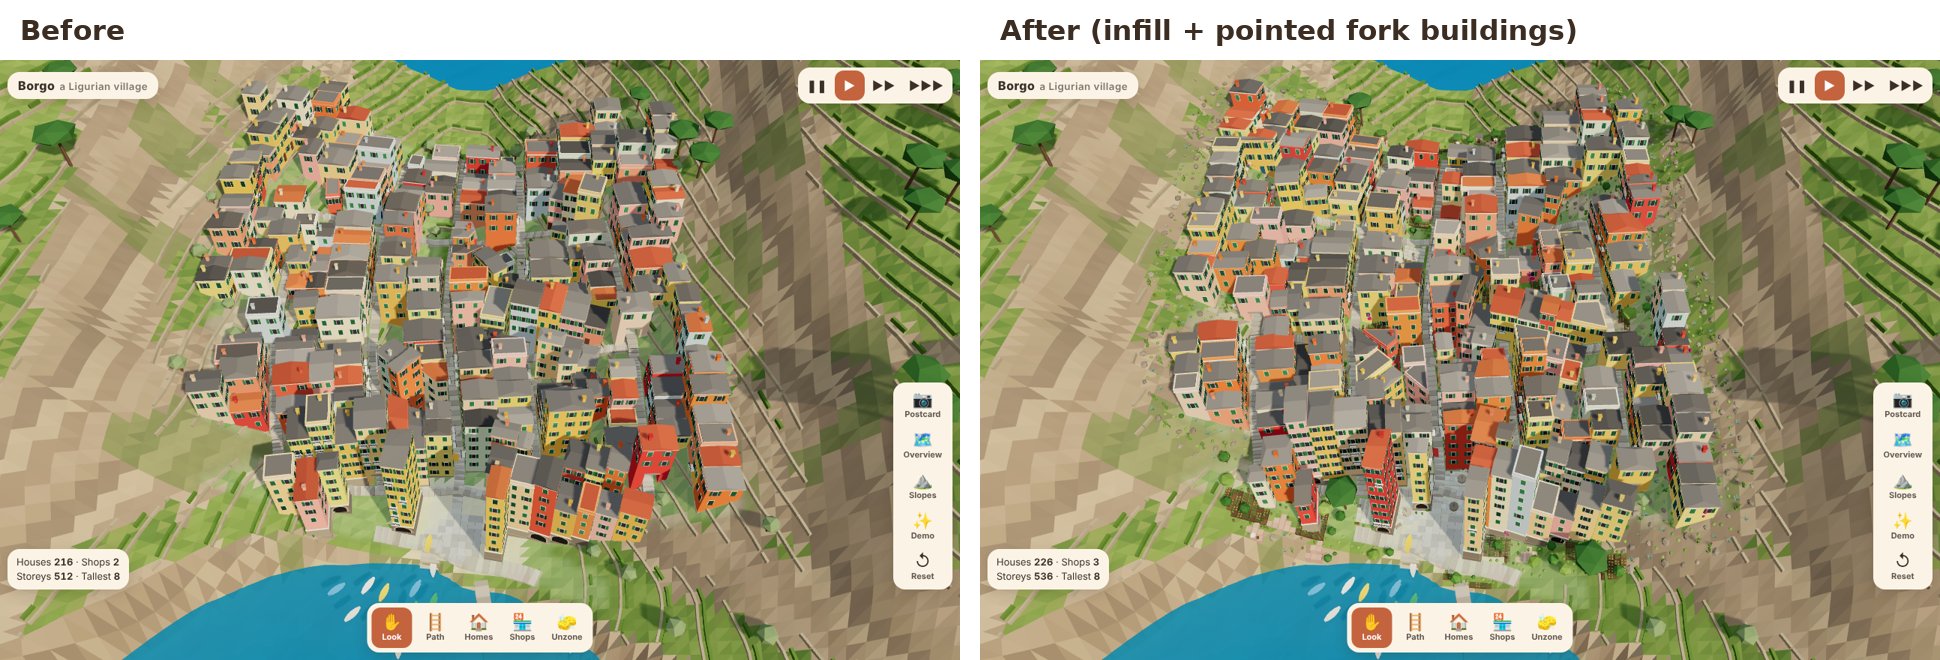 Before
Borgo a Ligurian village
Postcard
Overview
Slopes
Demo
Reset
Houses 216 · Shops 2
Storeys 512 · Tallest 8
Look
Path
Homes
Shops
Unzone
After (infill + pointed fork buildings)
Borgo a Ligurian village
Postcard
Overview
Slopes
Demo
Reset
Houses 226 · Shops 3
Storeys 536 · Tallest 8
Look
Path
Homes
Shops
Unzone